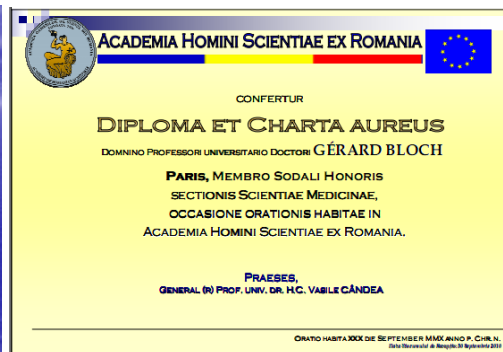 ACADEMIA HOMINI SCIENTIAE EX ROMANIA
CONFERTUR
DIPLOMA ET CHARTA AUREUS
DOMNINO PROFESSORI UNIVERSITARIO DOCTORI GÉRARD BLOCH
PARIS, MEMBRO SODALI HONORIS
SECTIONIS SCIENTIAE MEDICINAE,
OCCASIONE ORATIONIS HABITAE IN
ACADEMIA HOMINI SCIENTIAE EX ROMANIA.
PRAESES,
GENERAL (R) PROF. UNIV. DR. H.C. VASILE CÂNDEA
ORATIO HABITA XXX DIE SEPTEMBER MMX ANNO P. CHR. N.